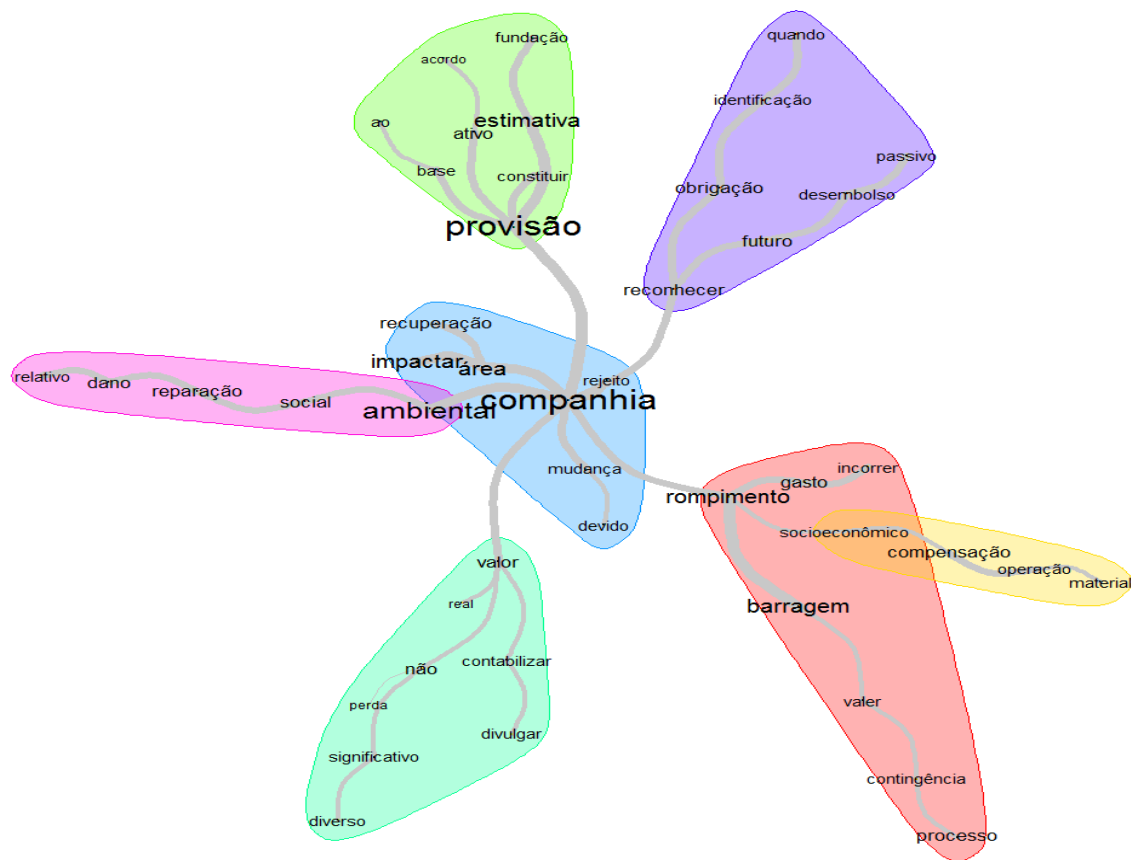 fundação
acordo
ao
ativo
estimativa
base
constituir
provisão
quando
identificação
passivo
obrigação
desembolso
futuro
reconhecer
recuperação
impactar
área
rejeito
companhia
ambiental
mudança
devido
relativo
dano
reparação
social
rompimento
gasto
incorrer
socioeconômico
compensação
operação
material
barragem
valer
contingência
processo
valor
real
não
contabilizar
perda
divulgar
significativo
diverso